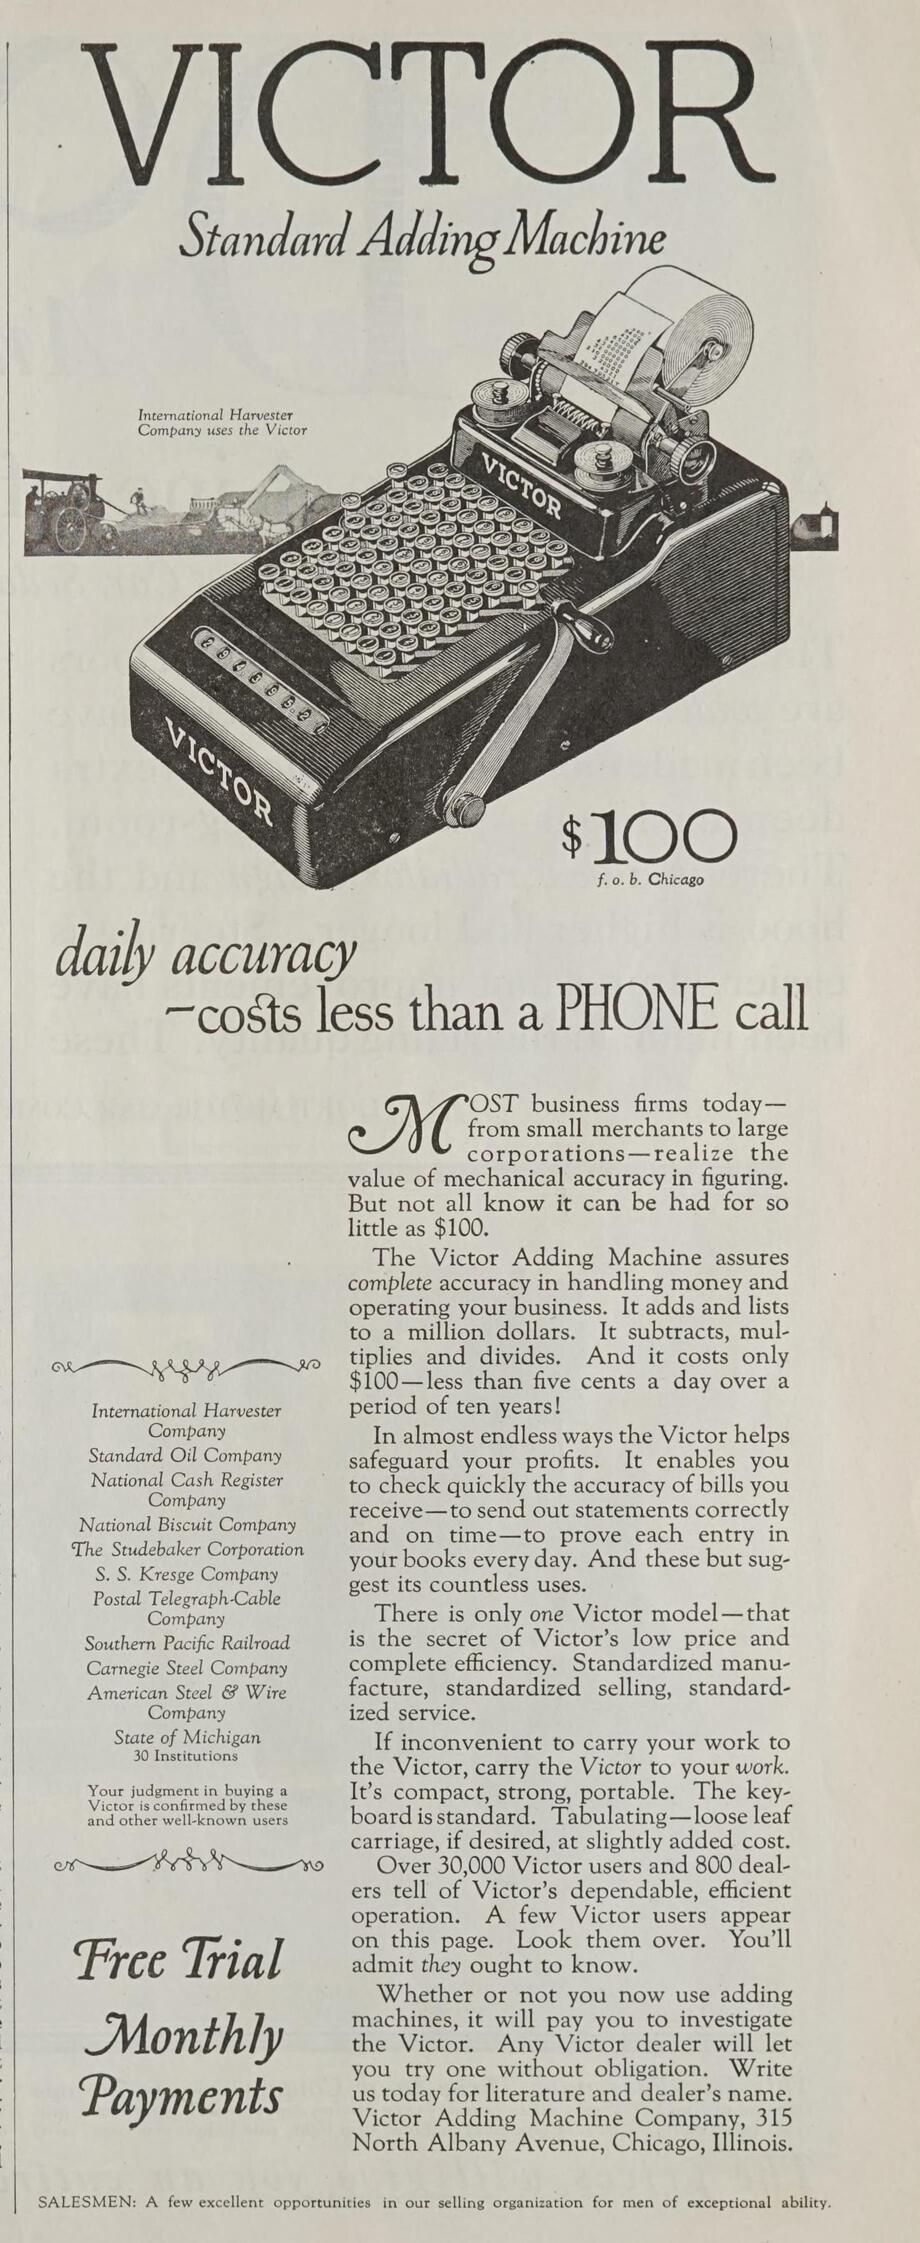 VICTOR
Standard Adding Machine
International Harvester
Company uses the Victor
VICTOR
VICTOR
$100
f. o. b. Chicago
daily accuracy
—costs less than a PHONE call
MOST business firms today—
from small merchants to large
corporations—realize the
value of mechanical accuracy in figuring.
But not all know it can be had for so
little as $100.
The Victor Adding Machine assures
complete accuracy in handling money and
operating your business. It adds and lists
to a million dollars. It subtracts, mul-
tiplies and divides. And it costs only
$100—less than five cents a day over a
period of ten years!
In almost endless ways the Victor helps
safeguard your profits. It enables you
to check quickly the accuracy of bills you
receive—to send out statements correctly
and on time—to prove each entry in
your books every day. And these but sug-
gest its countless uses.
There is only one Victor model—that
is the secret of Victor's low price and
complete efficiency. Standardized manu-
facture, standardized selling, standard-
ized service.
If inconvenient to carry your work to
the Victor, carry the Victor to your work.
It's compact, strong, portable. The key-
board is standard. Tabulating—loose leaf
carriage, if desired, at slightly added cost.
Over 30,000 Victor users and 800 deal-
ers tell of Victor's dependable, efficient
operation. A few Victor users appear
on this page. Look them over. You'll
admit they ought to know.
Whether or not you now use adding
machines, it will pay you to investigate
the Victor. Any Victor dealer will let
you try one without obligation. Write
us today for literature and dealer's name.
Victor Adding Machine Company, 315
North Albany Avenue, Chicago, Illinois.
International Harvester
Company
Standard Oil Company
National Cash Register
Company
National Biscuit Company
The Studebaker Corporation
S. S. Kresge Company
Postal Telegraph-Cable
Company
Southern Pacific Railroad
Carnegie Steel Company
American Steel & Wire
Company
State of Michigan
30 Institutions
Your judgment in buying a
Victor is confirmed by these
and other well-known users
Free Trial
Monthly
Payments
SALESMEN: A few excellent opportunities in our selling organization for men of exceptional ability.